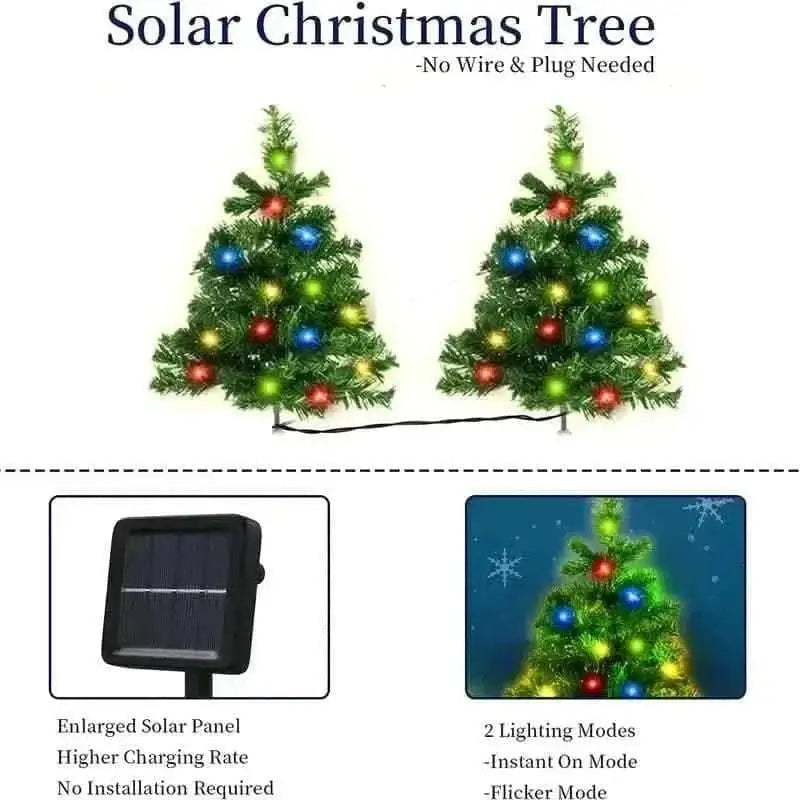 Solar Christmas Tree
-No Wire & Plug Needed
Enlarged Solar Panel
Higher Charging Rate
No Installation Required
2 Lighting Modes
-Instant On Mode
-Flicker Mode